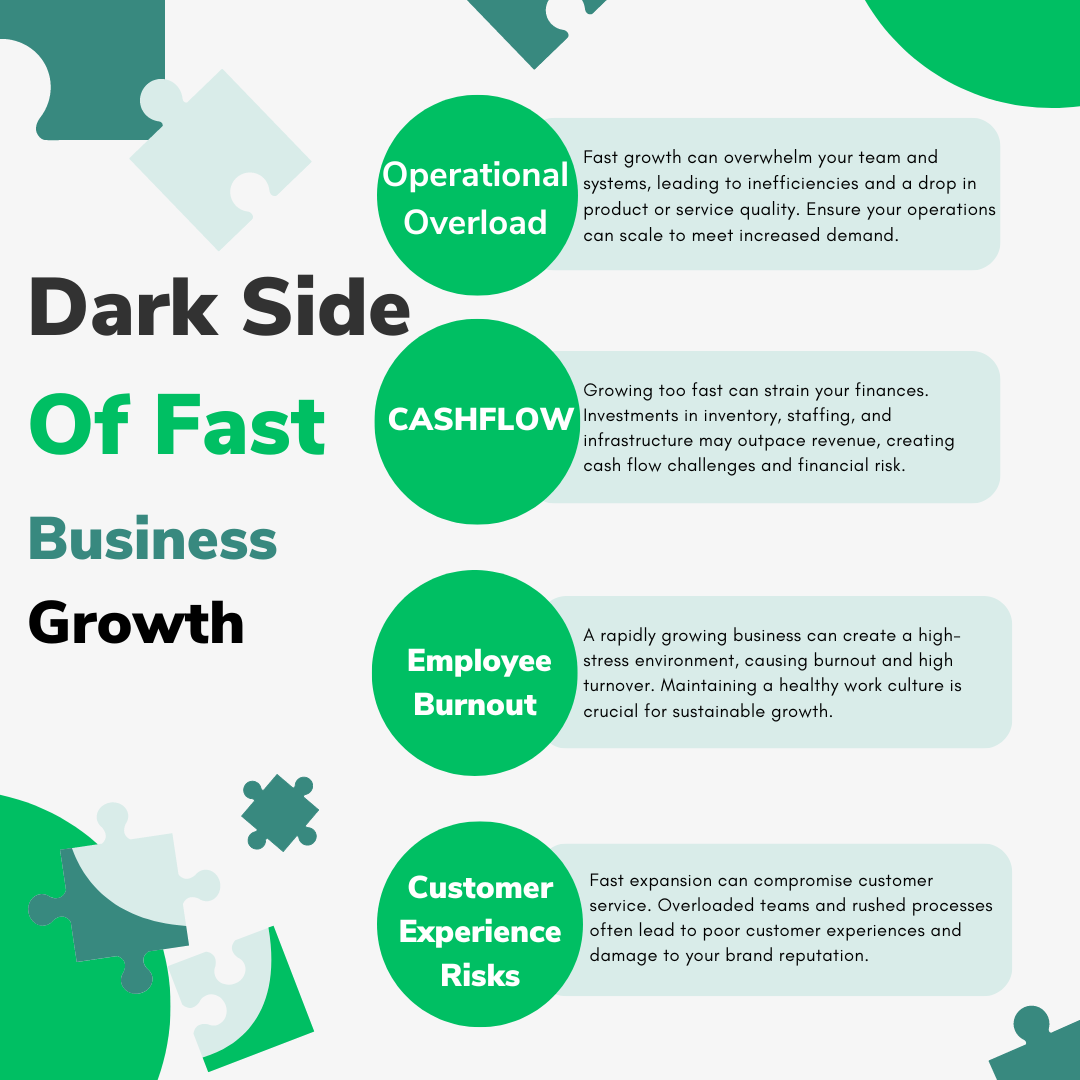 Dark Side
Of Fast
Business
Growth
Operational
Overload
Fast growth can overwhelm your team and
systems, leading to inefficiencies and a drop in
product or service quality. Ensure your operations
can scale to meet increased demand.
CASHFLOW
Growing too fast can strain your finances.
Investments in inventory, staffing, and
infrastructure may outpace revenue, creating
cash flow challenges and financial risk.
Employee
Burnout
A rapidly growing business can create a high-
stress environment, causing burnout and high
turnover. Maintaining a healthy work culture is
crucial for sustainable growth.
Customer
Experience
Risks
Fast expansion can compromise customer
service. Overloaded teams and rushed processes
often lead to poor customer experiences and
damage to your brand reputation.